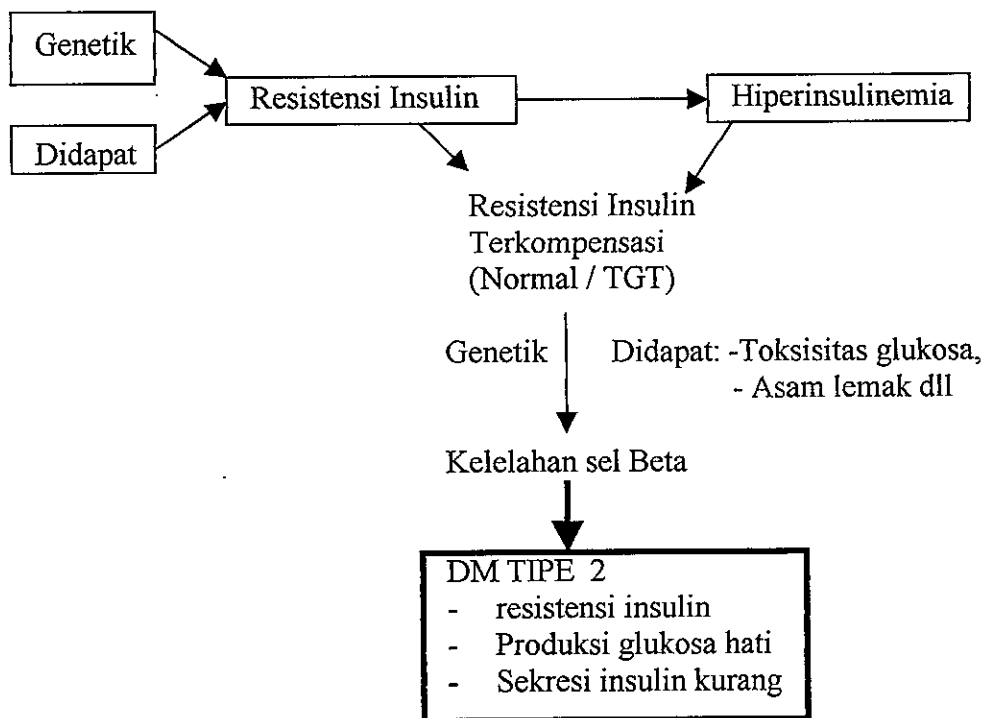 Genetik
Didapat
Resistensi Insulin
Hiperinsulinemia
Resistensi Insulin
Terkompensasi
(Normal / TGT)
Genetik
Didapat: -Toksisitas glukosa,
- Asam lemak dll
Kelelahan sel Beta
DM TIPE 2
- resistensi insulin
- Produksi glukosa hati
- Sekresi insulin kurang